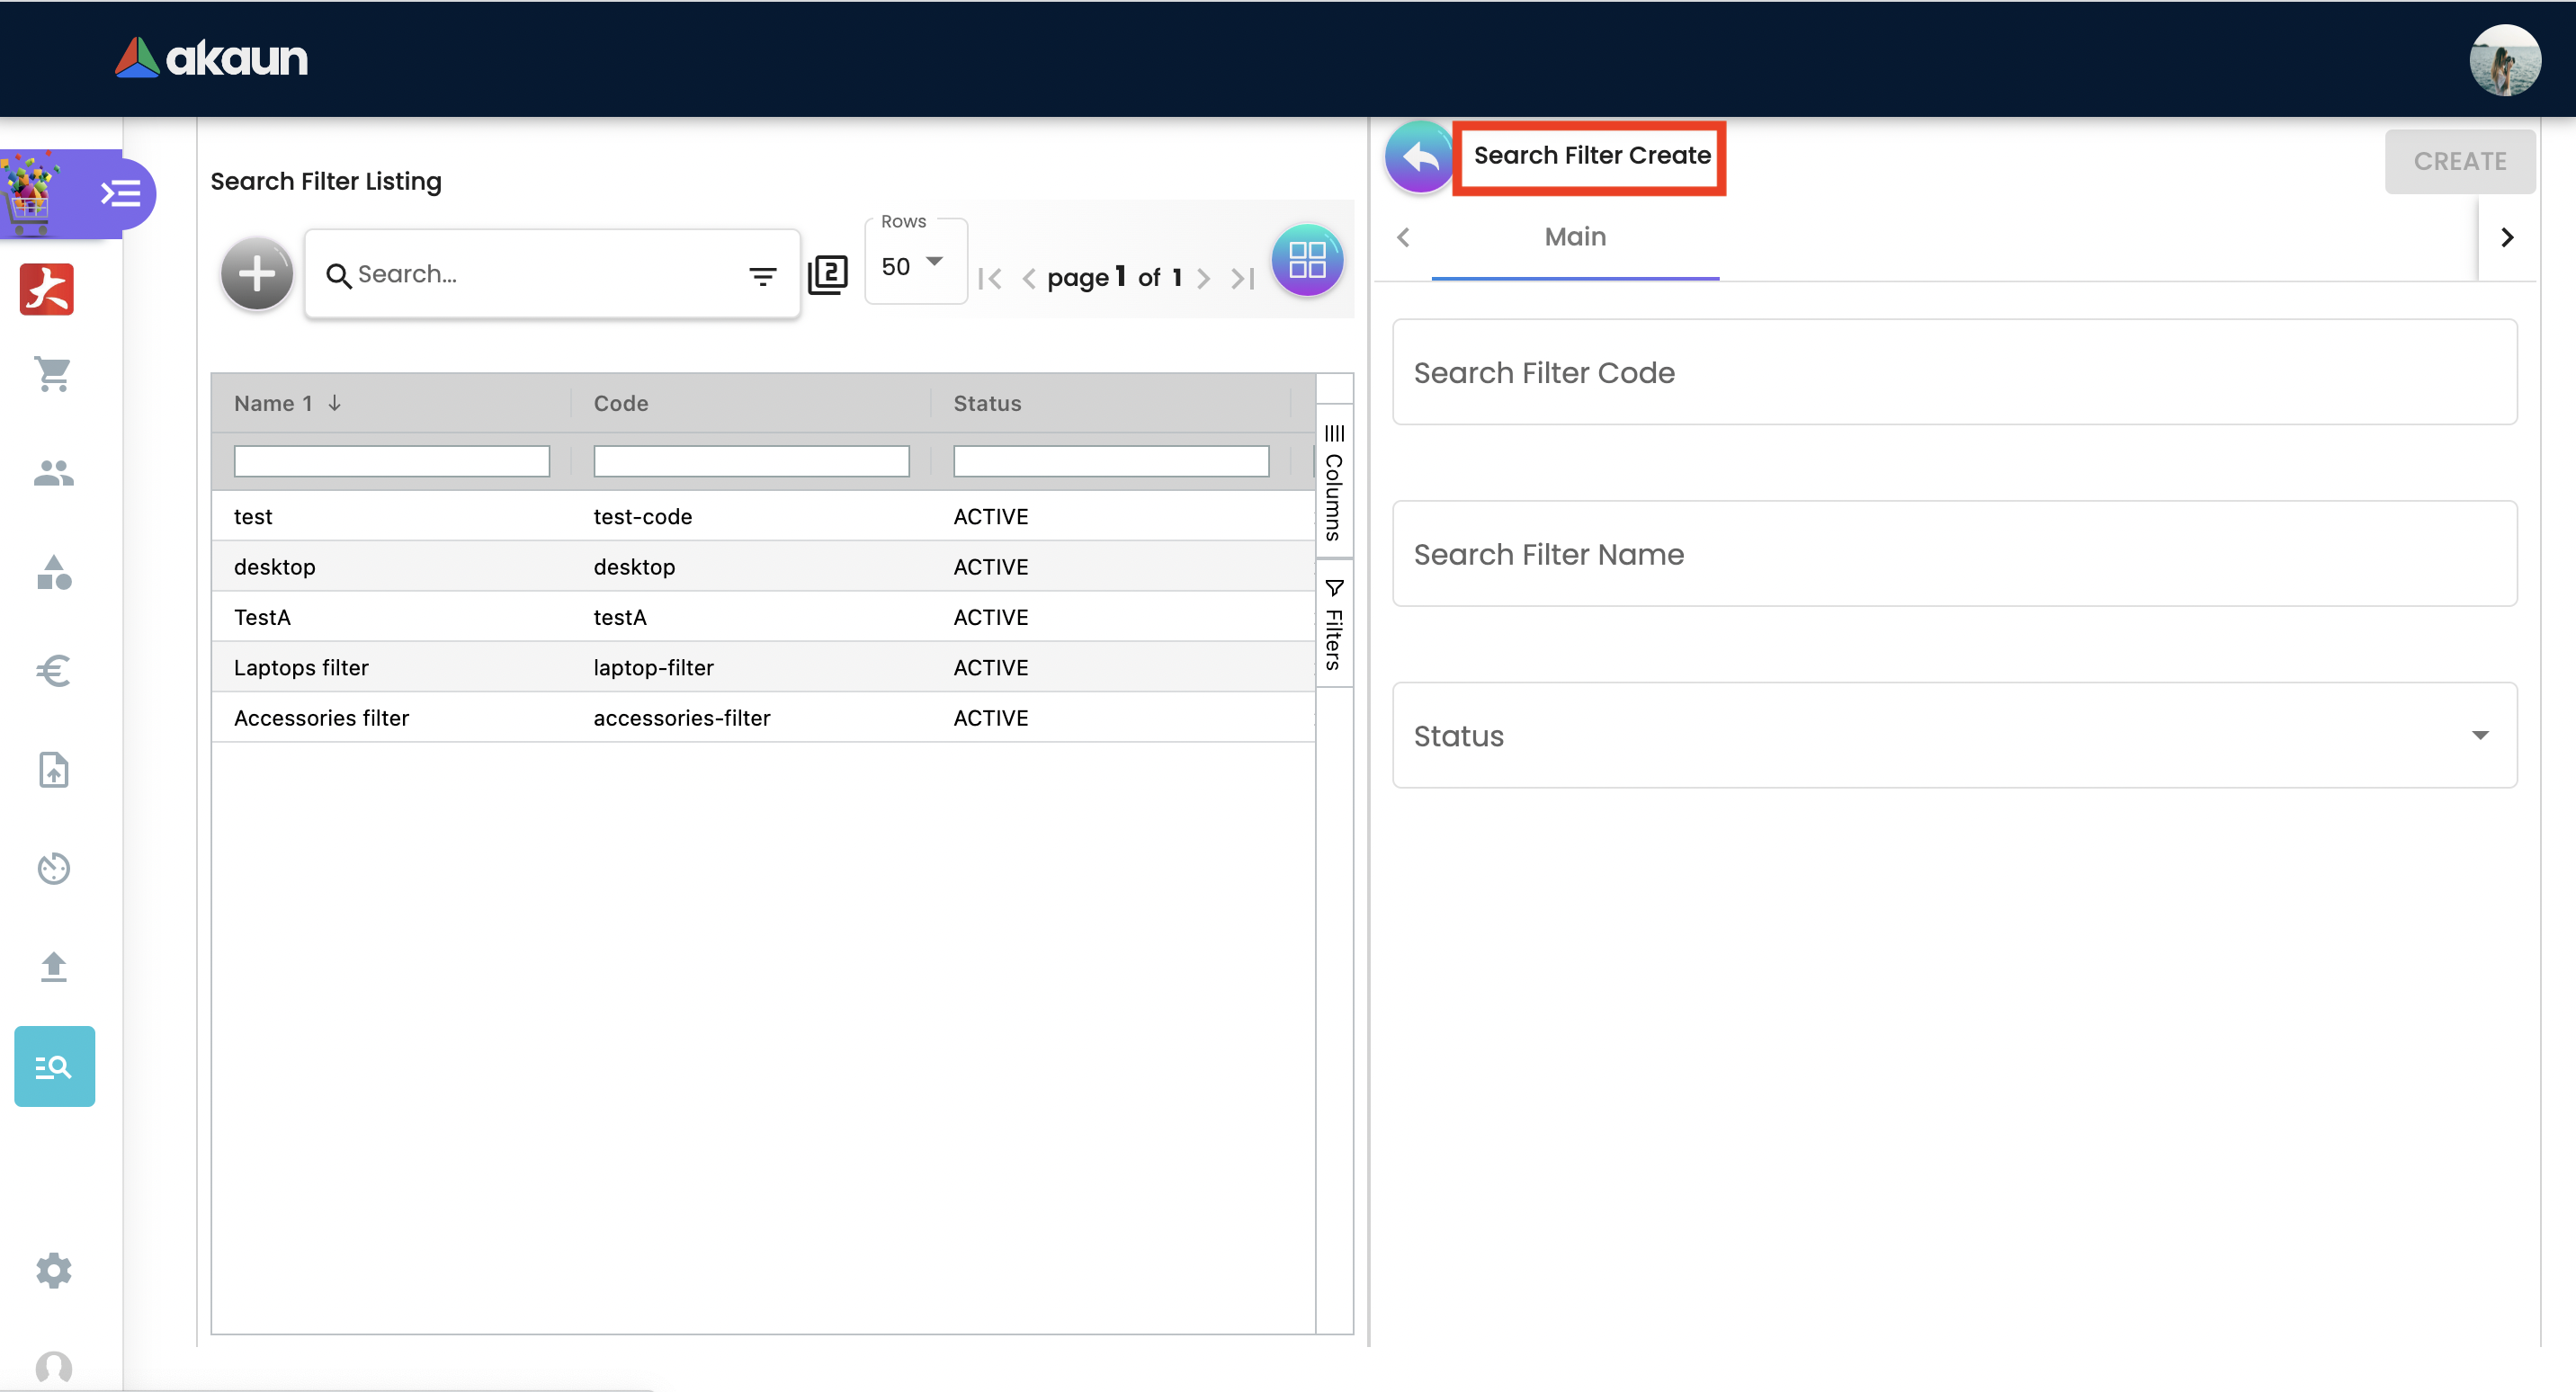 akaun
Search Filter Listing
Search...
2
Rows
50
page 1 of 1
Name 1 Code Status
test test-code ACTIVE
desktop desktop ACTIVE
TestA testA ACTIVE
Laptops filter laptop-filter ACTIVE
Accessories filter accessories-filter ACTIVE
Columns
Filters
Search Filter Create
CREATE
Main
Search Filter Code
Search Filter Name
Status